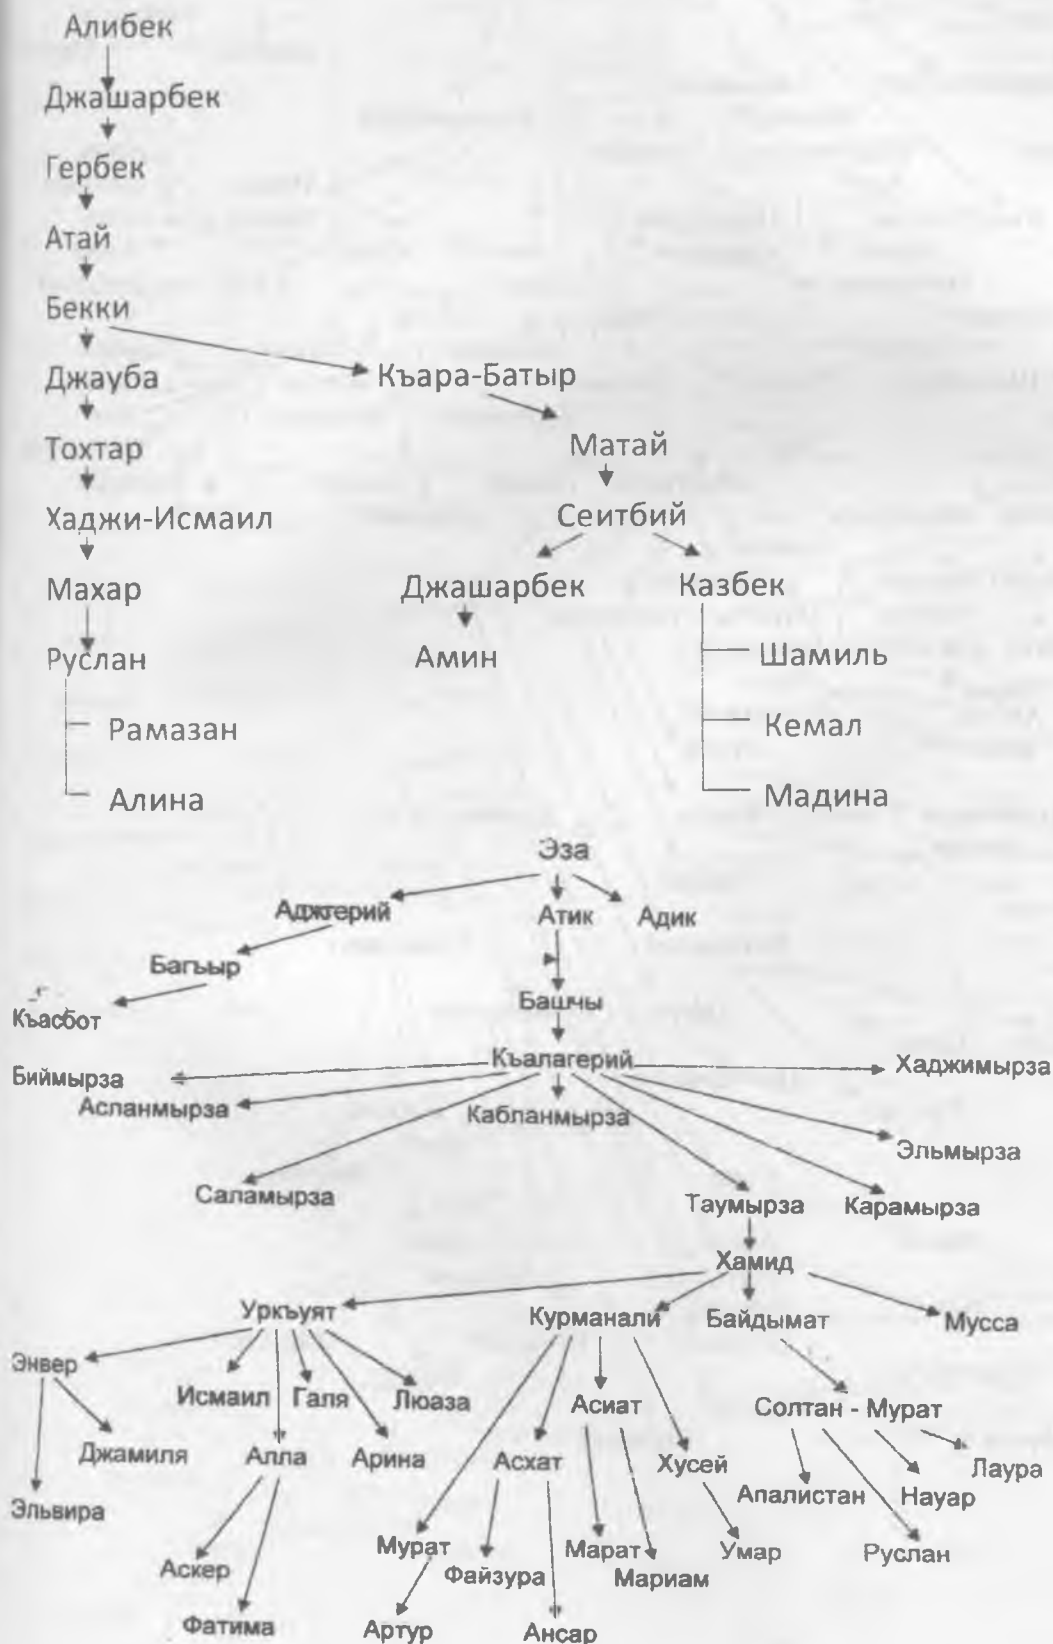 Алибек
Джашарбек
Гербек
Атай
Бекки
Джауба Къара-Батыр
Тохтар Матай
Хаджи-Исмаил Сеитбий
Махар Джашарбек Казбек
Руслан Амин Шамиль
Рамазан Кемал
Алина Мадина
Эза
Аджгерий Атик Адик
Багъыр
Къасбот Башчы
Биймырза Къалагерий Хаджимырза
Асланмырза Кабланмырза
Эльмырза
Саламырза Таумырза Карамырза
Хамид
Уркъуят Курманали Байдымат Мусса
Энвер Исмаил Галя Люаза Асиат Солтан - Мурат
Джамиля Алла Арина Асхат Хусей Лаура
Эльвира Апалистан Науар
Аскер Мурат Файзура Марат Мариам Умар Руслан
Фатима Артур Ансар